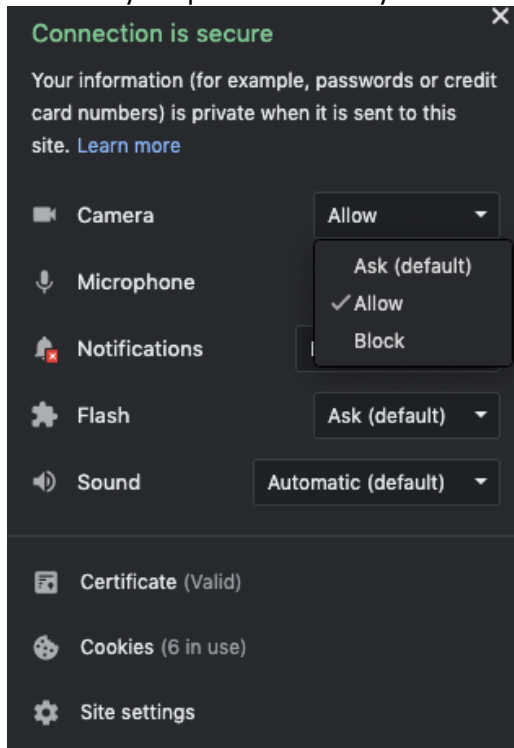 Connection is secure
Your information (for example, passwords or credit
card numbers) is private when it is sent to this
site. Learn more
Camera Allow
Ask (default)
Microphone
✓ Allow
Block
Notifications
Flash Ask (default)
Sound Automatic (default)
Certificate (Valid)
Cookies (6 in use)
Site settings